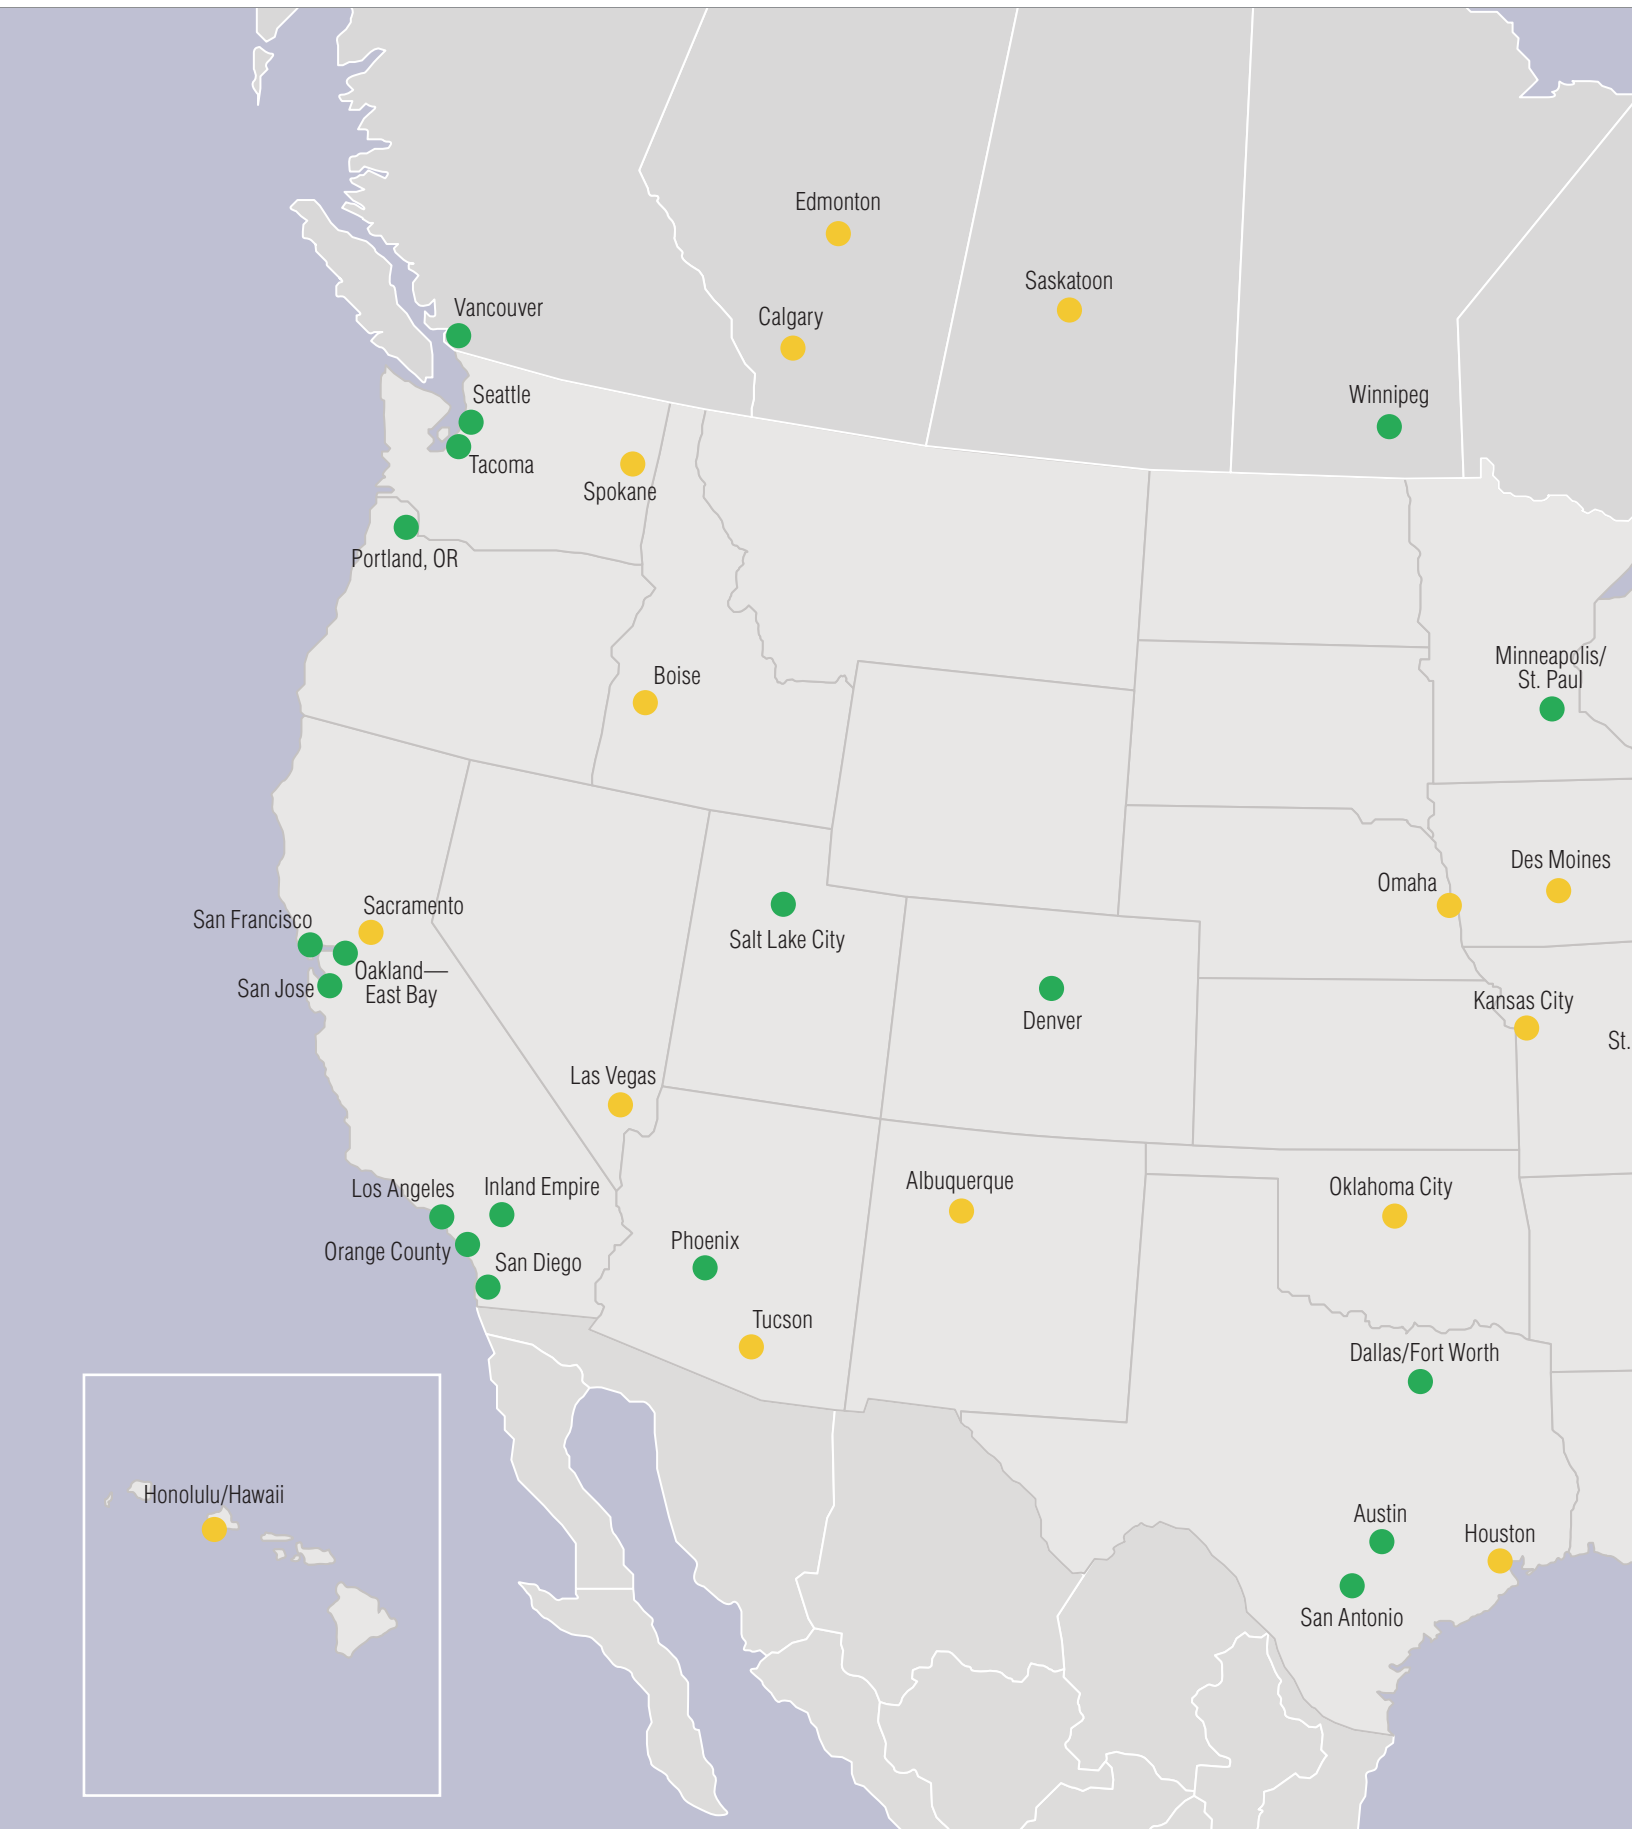 Edmonton
Saskatoon
Vancouver
Calgary
Seattle
Winnipeg
Tacoma
Spokane
Portland, OR
Minneapolis/
St. Paul
Boise
Des Moines
Omaha
Sacramento
San Francisco
Salt Lake City
Oakland—
East Bay
San Jose
Kansas City
Denver
St.
Las Vegas
Albuquerque
Los Angeles
Inland Empire
Oklahoma City
Phoenix
Orange County
San Diego
Tucson
Dallas/Fort Worth
Honolulu/Hawaii
Austin
Houston
San Antonio